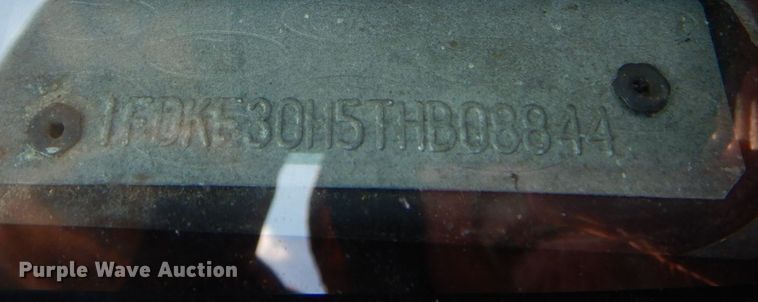 1FDKE30H5THB08844
Purple Wave Auction